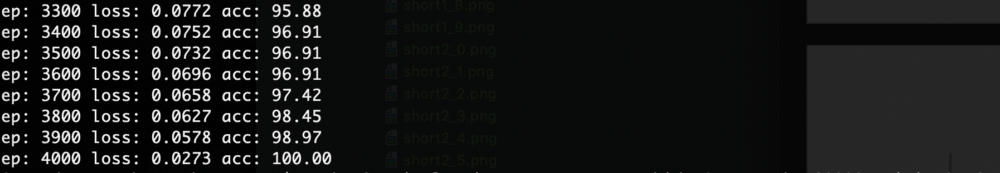 ep: 3300 loss: 0.0772 acc: 95.88
ep: 3400 loss: 0.0752 acc: 96.91
ep: 3500 loss: 0.0732 acc: 96.91
ep: 3600 loss: 0.0696 acc: 96.91
ep: 3700 loss: 0.0658 acc: 97.42
ep: 3800 loss: 0.0627 acc: 98.45
ep: 3900 loss: 0.0578 acc: 98.97
ep: 4000 loss: 0.0273 acc: 100.00
short1_8.png
short1_9.png
short2_0.png
short2_1.png
short2_2.png
short2_3.png
short2_4.png
short2_5.png